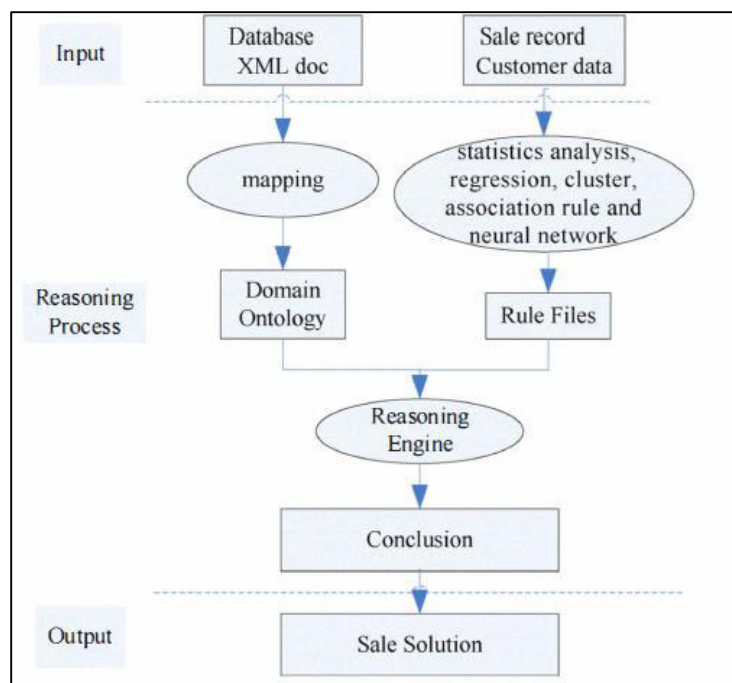 Input
Database
XML doc
Sale record
Customer data
mapping
statistics analysis,
regression, cluster,
association rule and
neural network
Reasoning
Process
Domain
Ontology
Rule Files
Reasoning
Engine
Conclusion
Output
Sale Solution